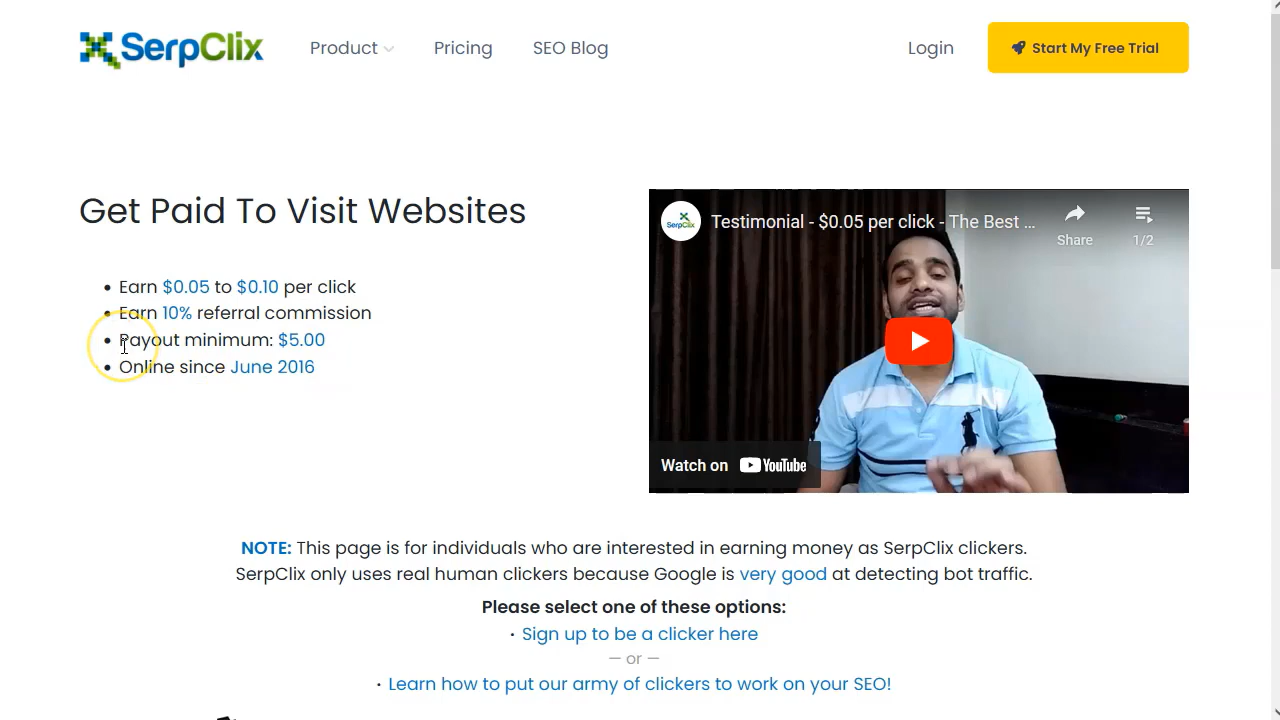 SerpClix
Product
Pricing
SEO Blog
Login
Start My Free Trial
Get Paid To Visit Websites
• Earn $0.05 to $0.10 per click
• Earn 10% referral commission
• Payout minimum: $5.00
• Online since June 2016
SerpClix
Testimonial - $0.05 per click - The Best ...
Share
1/2
Watch on YouTube
NOTE: This page is for individuals who are interested in earning money as SerpClix clickers.
SerpClix only uses real human clickers because Google is very good at detecting bot traffic.
Please select one of these options:
• Sign up to be a clicker here
— or —
• Learn how to put our army of clickers to work on your SEO!